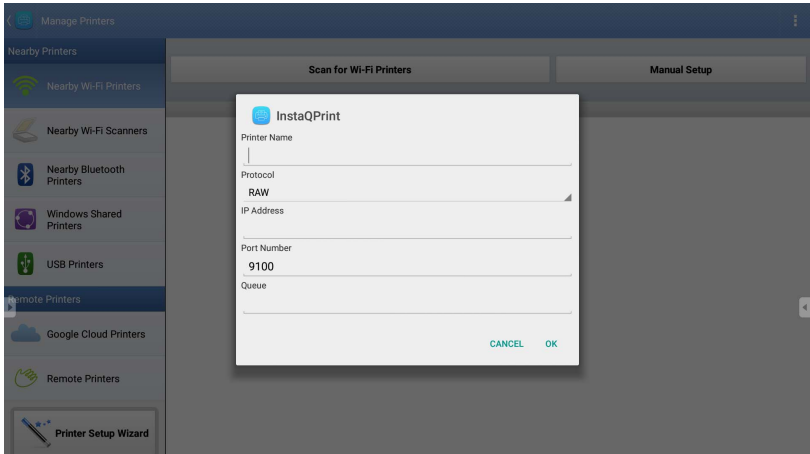 Manage Printers
Nearby Printers
Nearby Wi-Fi Printers
Nearby Wi-Fi Scanners
Nearby Bluetooth
Printers
Windows Shared
Printers
USB Printers
Remote Printers
Google Cloud Printers
Remote Printers
Printer Setup Wizard
Scan for Wi-Fi Printers
Manual Setup
InstaQPrint
Printer Name
Protocol
RAW
IP Address
Port Number
9100
Queue
CANCEL OK